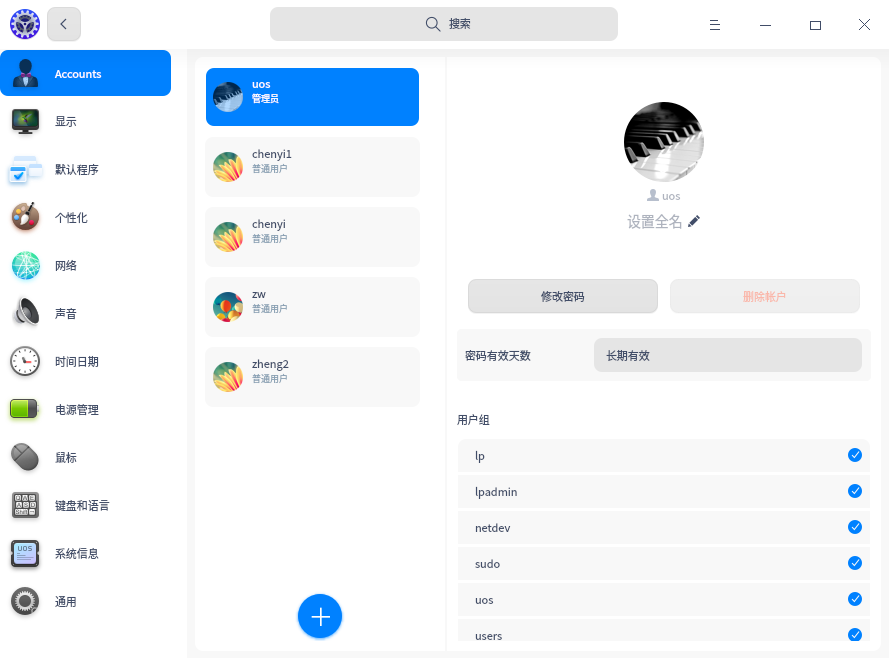 搜索
Accounts
显示
默认程序
个性化
网络
声音
时间日期
电源管理
鼠标
键盘和语言
系统信息
通用
uos
管理员
chenyi1
普通用户
chenyi
普通用户
zw
普通用户
zheng2
普通用户
uos
设置全名
修改密码
删除帐户
密码有效天数
长期有效
用户组
lp
lpadmin
netdev
sudo
uos
users